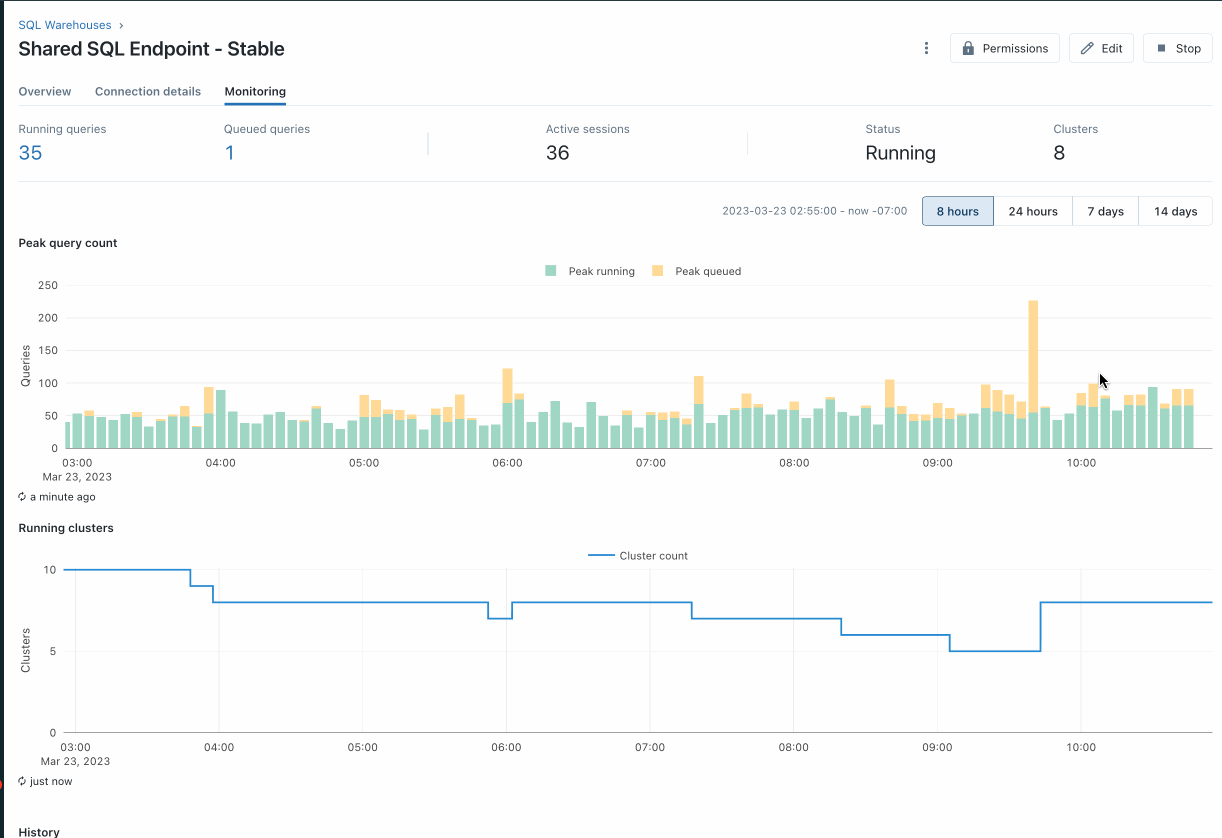 SQL Warehouses ›
Shared SQL Endpoint - Stable
Permissions Edit Stop
Overview Connection details Monitoring
Running queries Queued queries Active sessions Status Clusters
35 1 36 Running 8
2023-03-23 02:55:00 - now -07:00 8 hours 24 hours 7 days 14 days
Peak query count
Peak running Peak queued
250
200
150
100
50
0
Queries
03:00 04:00 05:00 06:00 07:00 08:00 09:00 10:00
Mar 23, 2023
a minute ago
Running clusters
Cluster count
10
5
0
Clusters
03:00 04:00 05:00 06:00 07:00 08:00 09:00 10:00
Mar 23, 2023
just now
History